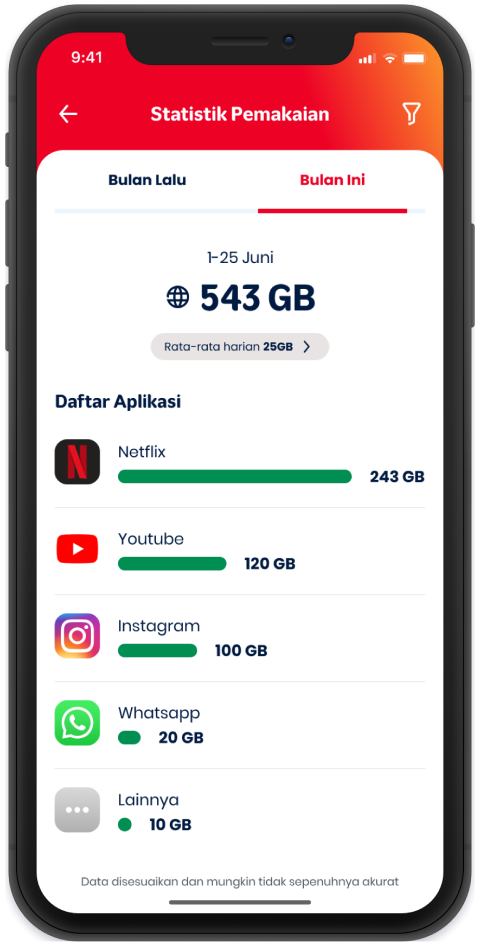 9:41
Statistik Pemakaian
Bulan Lalu
Bulan Ini
1-25 Juni
543 GB
Rata-rata harian 25GB
Daftar Aplikasi
Netflix
243 GB
Youtube
120 GB
Instagram
100 GB
Whatsapp
20 GB
Lainnya
10 GB
Data disesuaikan dan mungkin tidak sepenuhnya akurat